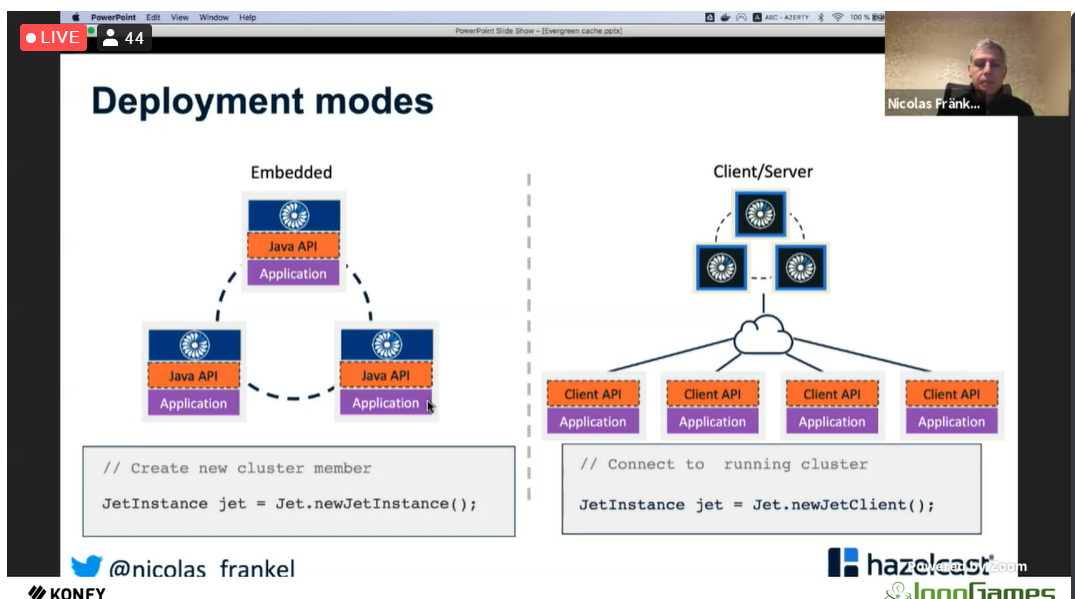 PowerPoint Edit View Window Help
ABC - AZERTY 100 %
PowerPoint Slide Show – [Evergreen cache.pptx]
LIVE 44
Nicolas Fränk...
Deployment modes
Embedded
Client/Server
Java API
Application
Java API
Application
Java API
Application
Client API
Application
Client API
Application
Client API
Application
Client API
Application
// Create new cluster member
JetInstance jet = Jet.newJetInstance();
// Connect to running cluster
JetInstance jet = Jet.newJetClient();
@nicolas_frankel
hazelcast
Powered by Zoom
KONFY
InnoGames